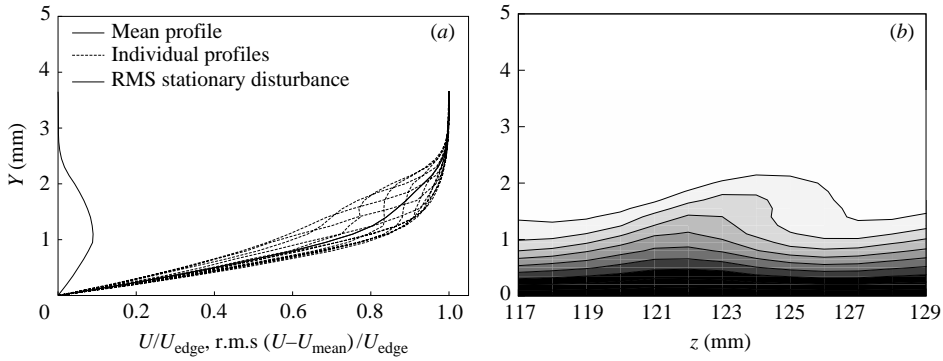 5
4
3
2
1
0
Y (mm)
Mean profile
Individual profiles
RMS stationary disturbance
(a)
0 0.2 0.4 0.6 0.8 1.0
U/U_edge, r.m.s (U–U_mean)/U_edge
5
4
3
2
1
0
(b)
117 119 121 123 125 127 129
z (mm)